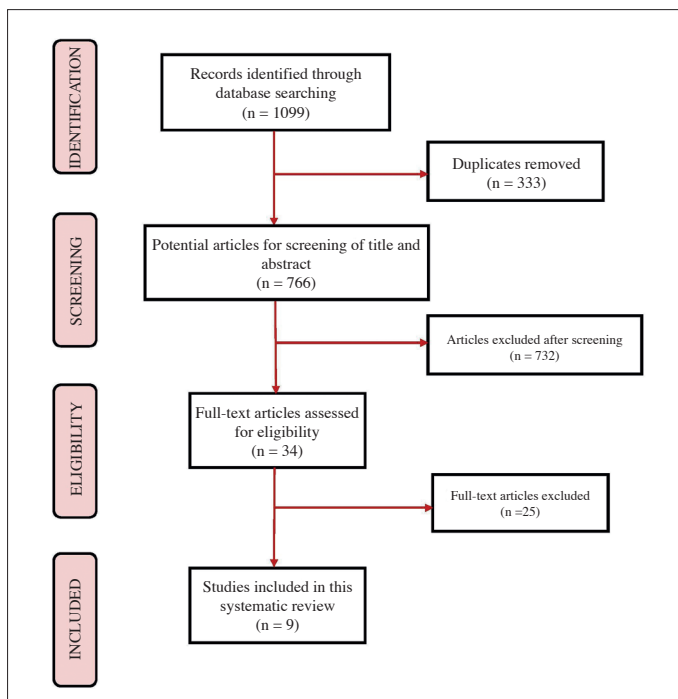 IDENTIFICATION
Records identified through
database searching
(n = 1099)
Duplicates removed
(n = 333)
SCREENING
Potential articles for screening of title and
abstract
(n = 766)
Articles excluded after screening
(n = 732)
ELIGIBILITY
Full-text articles assessed
for eligibility
(n = 34)
Full-text articles excluded
(n =25)
INCLUDED
Studies included in this
systematic review
(n = 9)